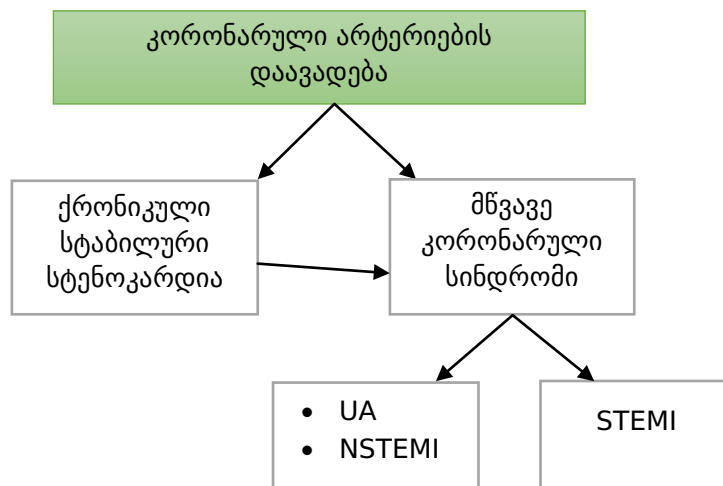 კორონარული არტერიების
დაავადება
ქრონიკული
სტაბილური
სტენოკარდია
მწვავე
კორონარული
სინდრომი
• UA
• NSTEMI
STEMI